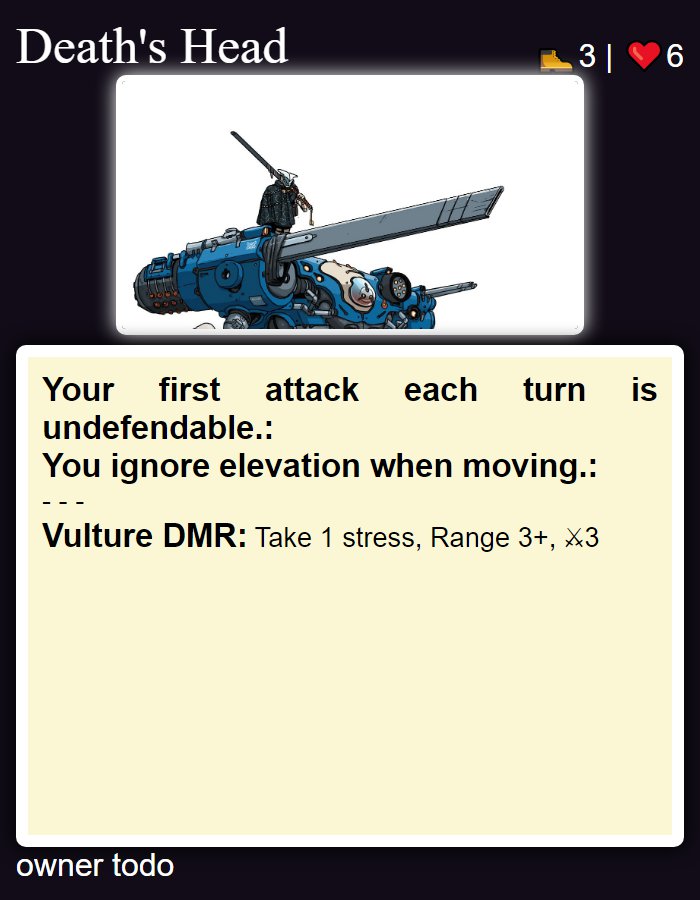 Death's Head
🥾3 | ❤️6
Your first attack each turn is
undefendable.:
You ignore elevation when moving.:
- - -
Vulture DMR: Take 1 stress, Range 3+, ⚔3
owner todo